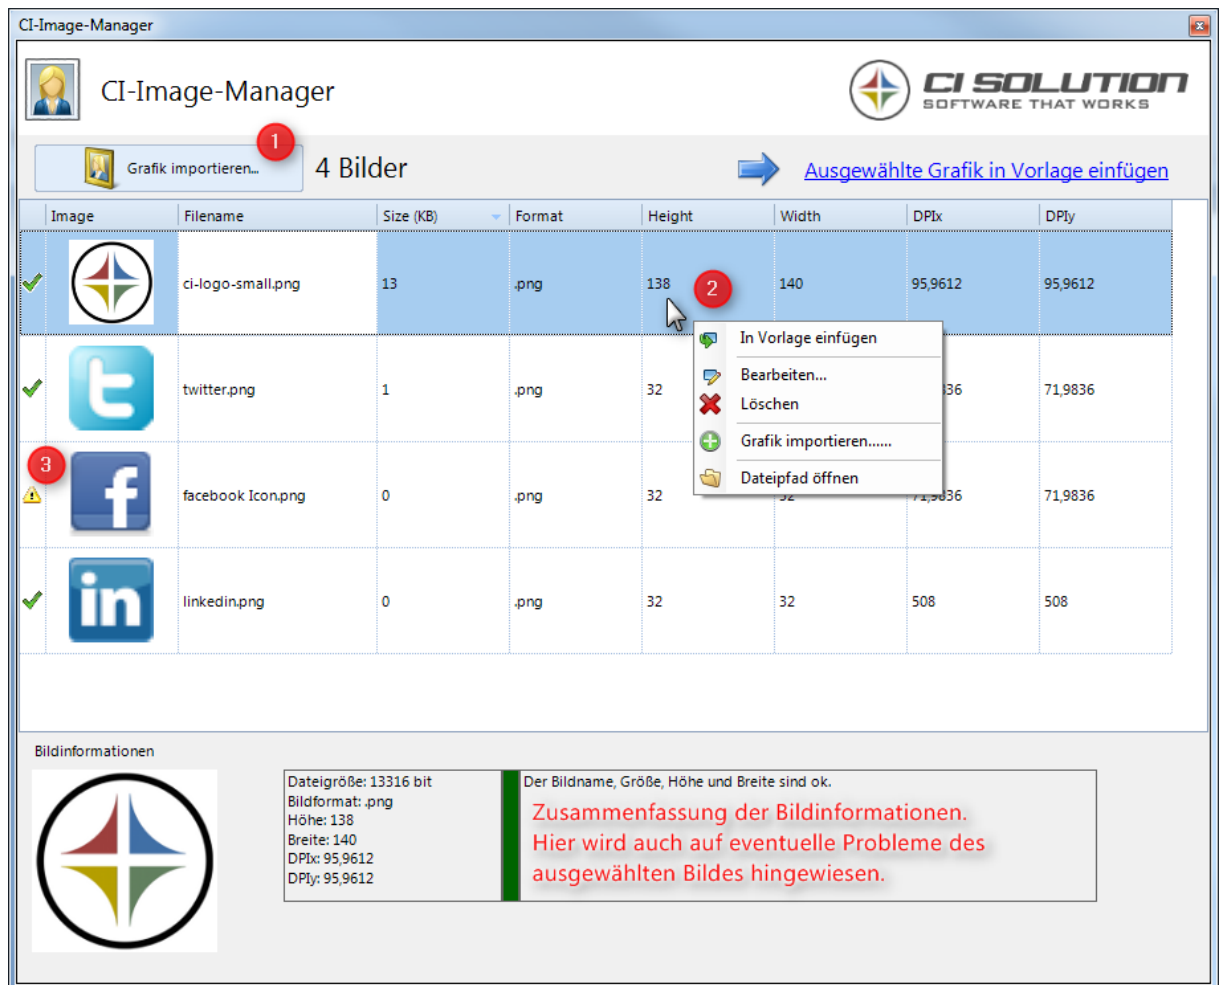 CI-Image-Manager
CI-Image-Manager
CI SOLUTION
SOFTWARE THAT WORKS
1
Grafik importieren...
4 Bilder
Ausgewählte Grafik in Vorlage einfügen
Image Filename Size (KB) Format Height Width DPIx DPIy
ci-logo-small.png 13 .png 138 140 95,9612 95,9612
2
In Vorlage einfügen
Bearbeiten...
Löschen
Grafik importieren......
Dateipfad öffnen
t
twitter.png 1 .png 32 71,9836
3
f
facebook Icon.png 0 .png 32 32 71,9836 71,9836
in
linkedin.png 0 .png 32 32 508 508
Bildinformationen
Dateigröße: 13316 bit
Bildformat: .png
Höhe: 138
Breite: 140
DPIx: 95,9612
DPIy: 95,9612
Der Bildname, Größe, Höhe und Breite sind ok.
Zusammenfassung der Bildinformationen.
Hier wird auch auf eventuelle Probleme des
ausgewählten Bildes hingewiesen.